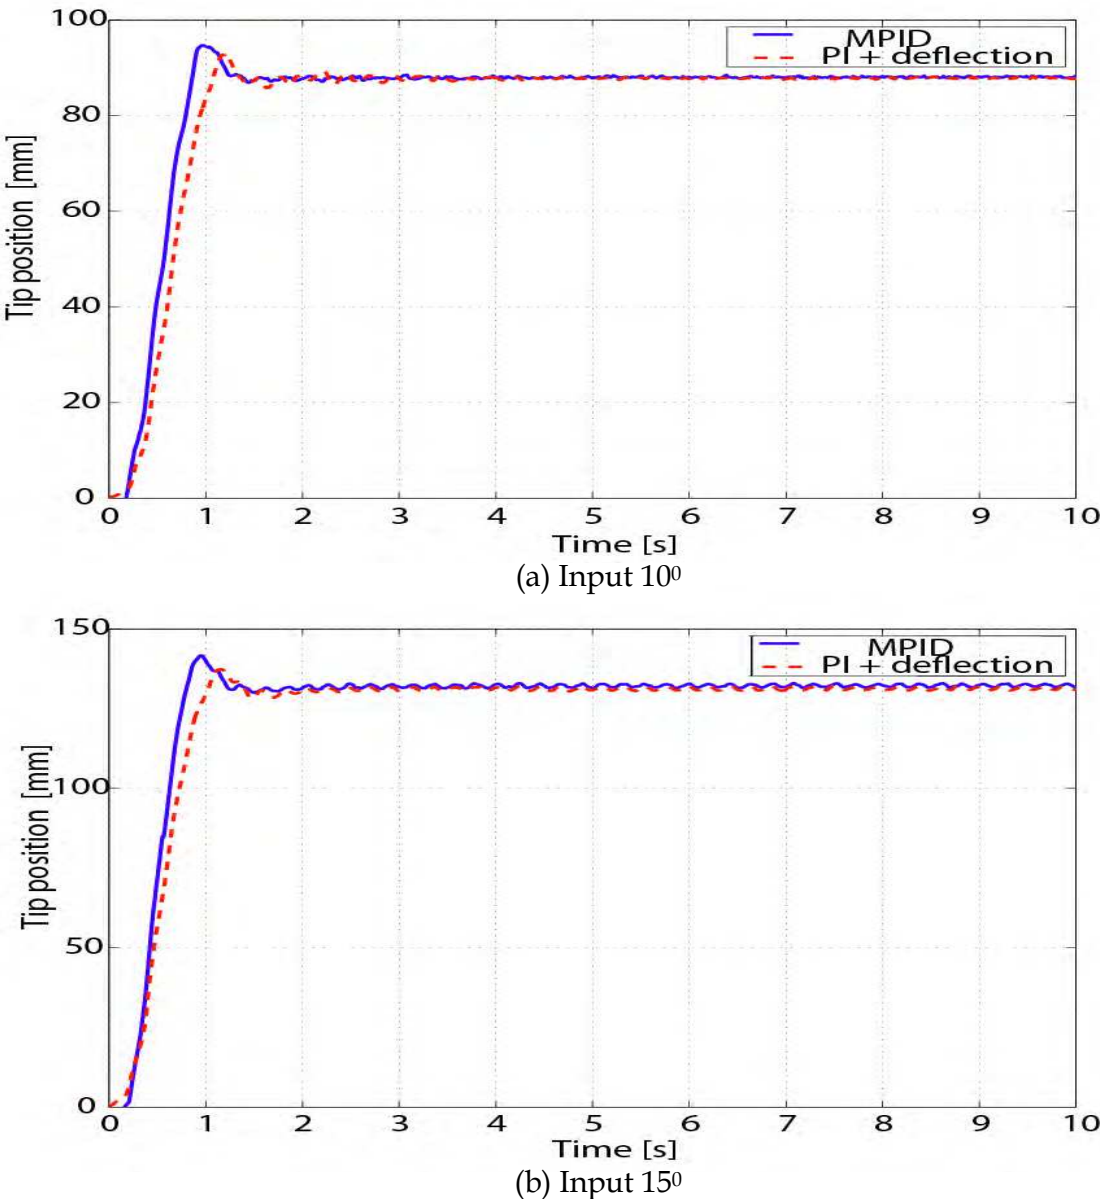 100
80
60
40
20
0
Tip position [mm]
MPID
PI + deflection
0 1 2 3 4 5 6 7 8 9 10
Time [s]
(a) Input 10⁰
150
100
50
0
Tip position [mm]
MPID
PI + deflection
0 1 2 3 4 5 6 7 8 9 10
Time [s]
(b) Input 15⁰